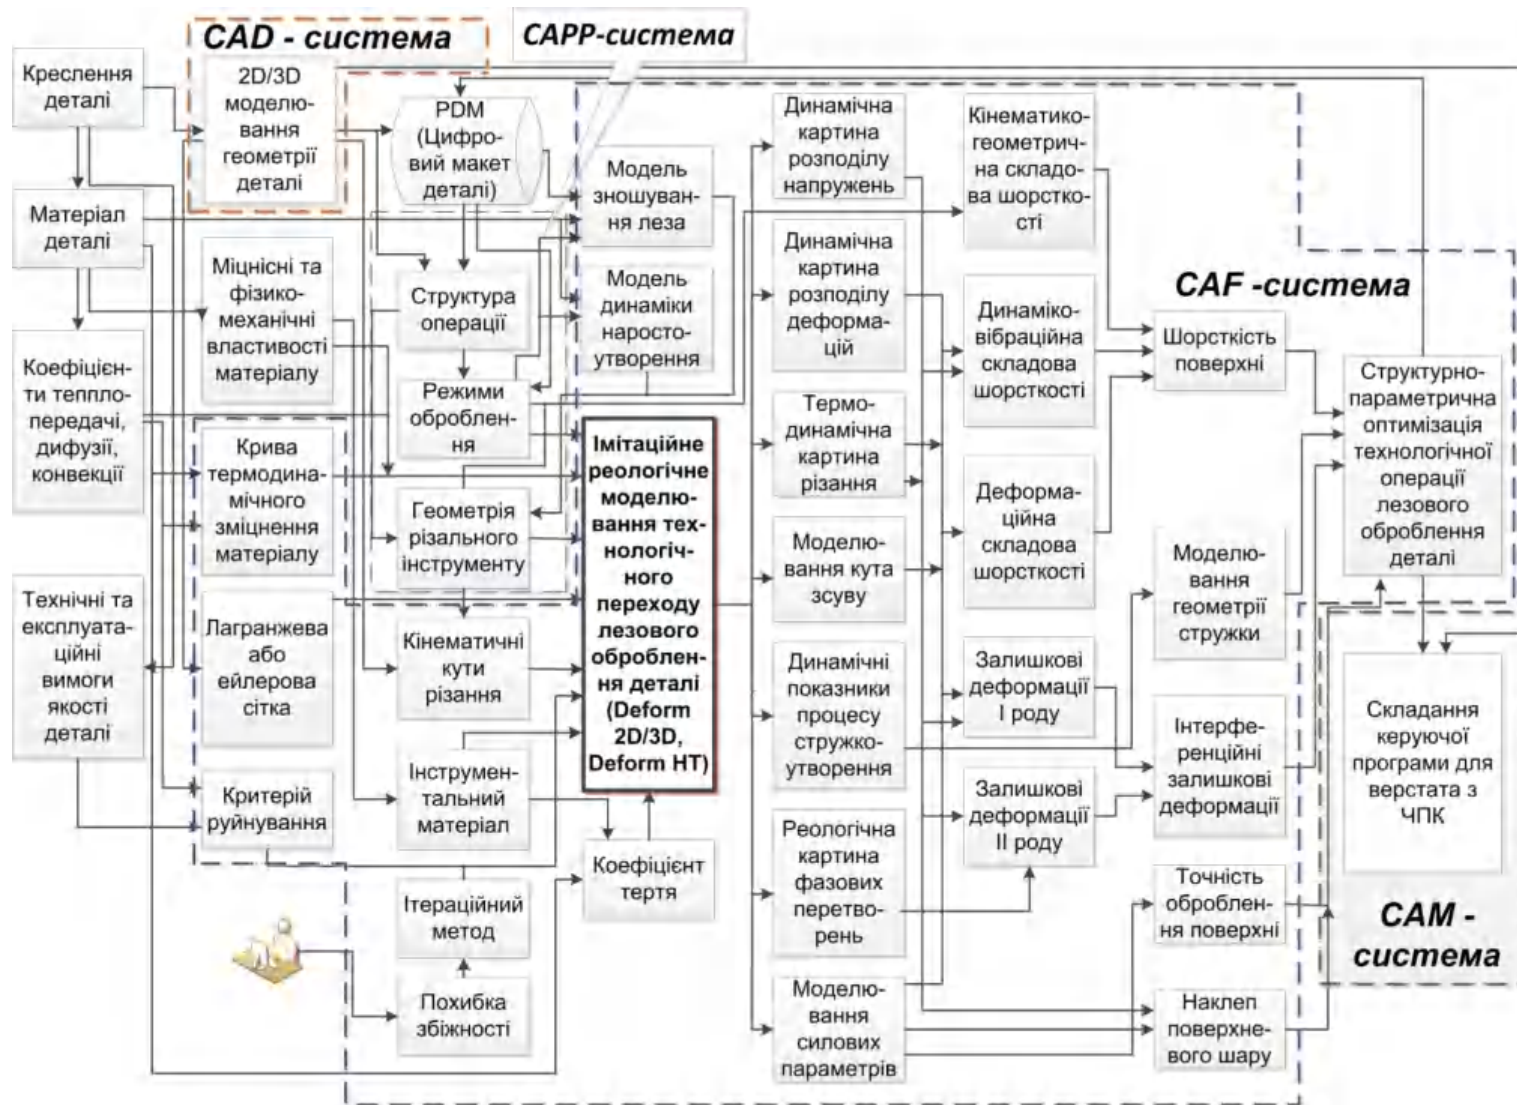 CAD - система
CAPP-система
Креслення
деталі
2D/3D
моделю-
вання
геометрії
деталі
PDM
(Цифро-
вий макет
деталі)
Матеріал
деталі
Міцнісні та
фізико-
механічні
властивості
матеріалу
Структура
операції
Режими
оброблен-
ня
Коефіцієн-
ти тепло-
передачі,
дифузії,
конвекції
Крива
термодина-
мічного
зміцнення
матеріалу
Геометрія
різального
інструменту
Технічні та
експлуата-
ційні
вимоги
якості
деталі
Лагранжева
або
ейлерова
сітка
Кінематичні
кути
різання
Критерій
руйнування
Інструмен-
тальний
матеріал
Ітераційний
метод
Похибка
збіжності
Модель
зношуван-
ня леза
Модель
динаміки
наросто-
утворення
Імітаційне
реологічне
моделю-
вання тех-
нологіч-
ного
переходу
лезового
оброблен-
ня деталі
(Deform
2D/3D,
Deform HT)
Коефіцієнт
тертя
Динамічна
картина
розподілу
напружень
Динамічна
картина
розподілу
деформа-
цій
Термо-
динамічна
картина
різання
Моделю-
вання кута
зсуву
Динамічні
показники
процесу
стружко-
утворення
Реологічна
картина
фазових
перетво-
рень
Моделю-
вання
силових
параметрів
Кінематико-
геометрич-
на складо-
ва шорстко-
сті
Динаміко-
вібраційна
складова
шорсткості
Деформа-
ційна
складова
шорсткості
Залишкові
деформації
I роду
Залишкові
деформації
II роду
CAF -система
Шорсткість
поверхні
Моделю-
вання
геометрії
стружки
Інтерфе-
ренційні
залишкові
деформації
Точність
оброблен-
ня поверхні
Наклеп
поверхне-
вого шару
Структурно-
параметрична
оптимізація
технологічної
операції
лезового
оброблення
деталі
Складання
керуючої
програми для
верстата з
ЧПК
CAM -
система